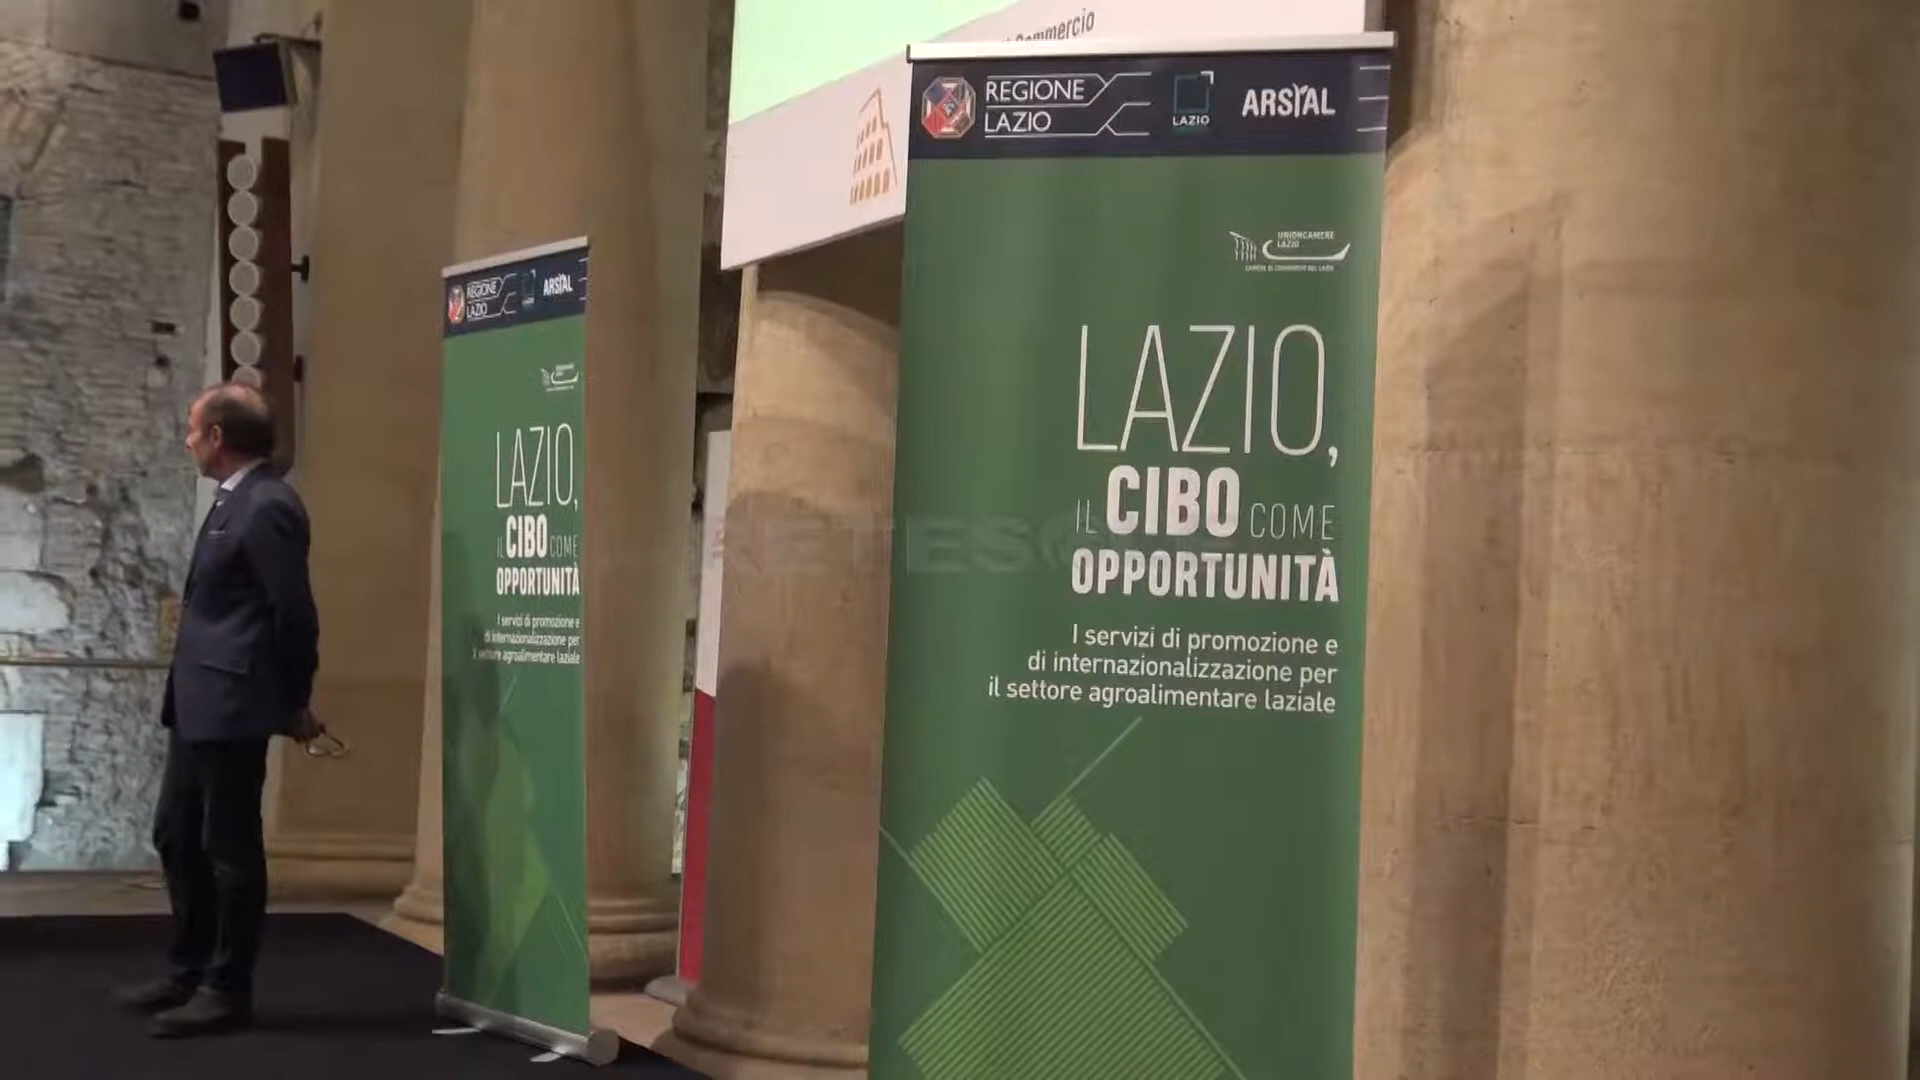 REGIONE
LAZIO
LAZIO
ARSIAL
UNIONCAMERE
LAZIO
LAZIO,
IL CIBO COME
OPPORTUNITÀ
I servizi di promozione e
di internazionalizzazione per
il settore agroalimentare laziale
REGIONE
LAZIO
ARSIAL
LAZIO,
IL CIBO COME
OPPORTUNITÀ
I servizi di promozione e
di internazionalizzazione per
il settore agroalimentare laziale
Commercio